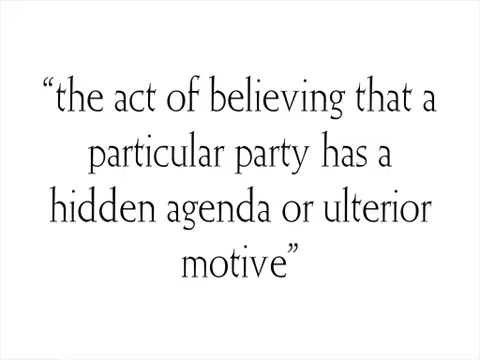 “the act of believing that a
particular party has a
hidden agenda or ulterior
motive”